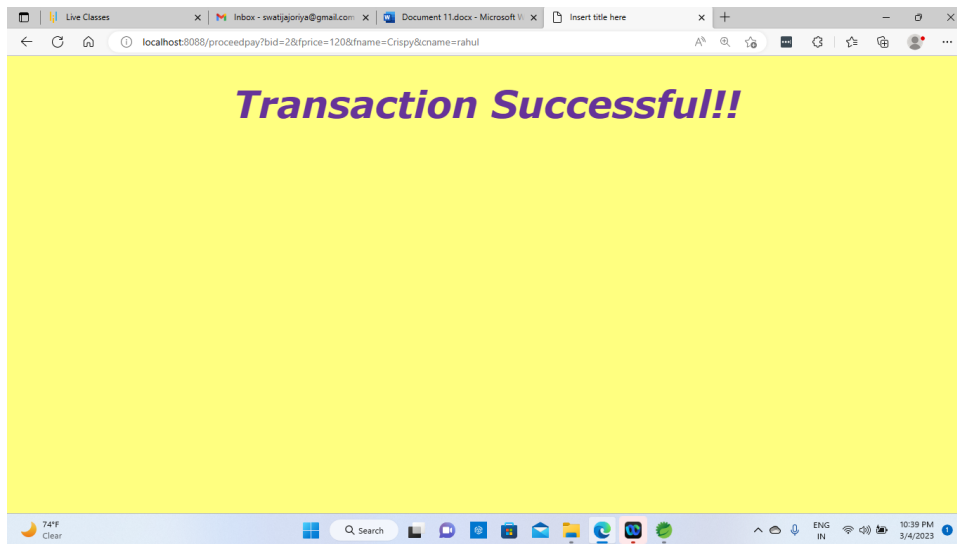 Live Classes
Inbox - swatijajoriya@gmail.com
Document 11.docx - Microsoft W
Insert title here
localhost:8088/proceedpay?bid=2&fprice=120&fname=Crispy&cname=rahul
Transaction Successful!!
74°F
Clear
Search
ENG
IN
10:39 PM
3/4/2023
1